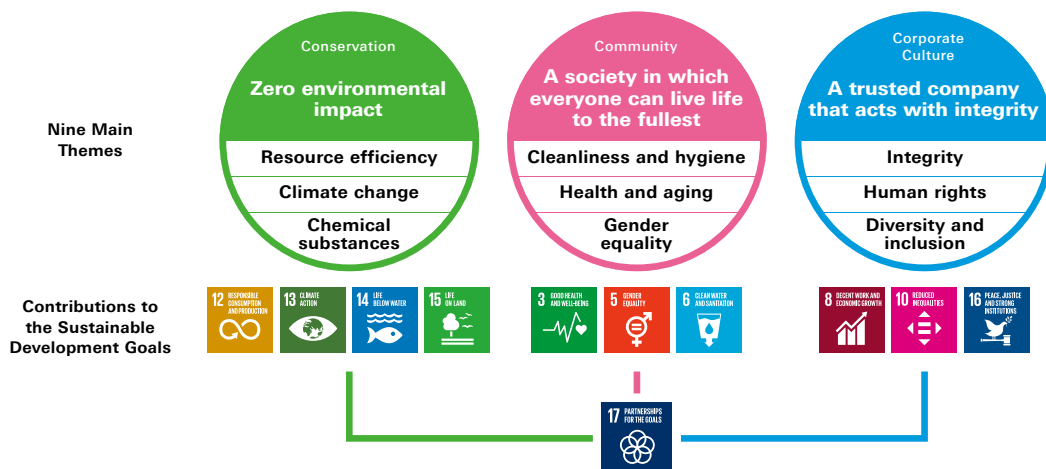 Conservation
Zero environmental
impact
Community
A society in which
everyone can live life
to the fullest
Corporate
Culture
A trusted company
that acts with integrity
Nine Main
Themes
Resource efficiency
Climate change
Chemical
substances
Cleanliness and hygiene
Health and aging
Gender
equality
Integrity
Human rights
Diversity and
inclusion
Contributions to
the Sustainable
Development Goals
12 RESPONSIBLE
CONSUMPTION
AND PRODUCTION
13 CLIMATE
ACTION
14 LIFE
BELOW WATER
15 LIFE
ON LAND
3 GOOD HEALTH
AND WELL-BEING
5 GENDER
EQUALITY
6 CLEAN WATER
AND SANITATION
8 DECENT WORK AND
ECONOMIC GROWTH
10 REDUCED
INEQUALITIES
16 PEACE, JUSTICE
AND STRONG
INSTITUTIONS
17 PARTNERSHIPS
FOR THE GOALS